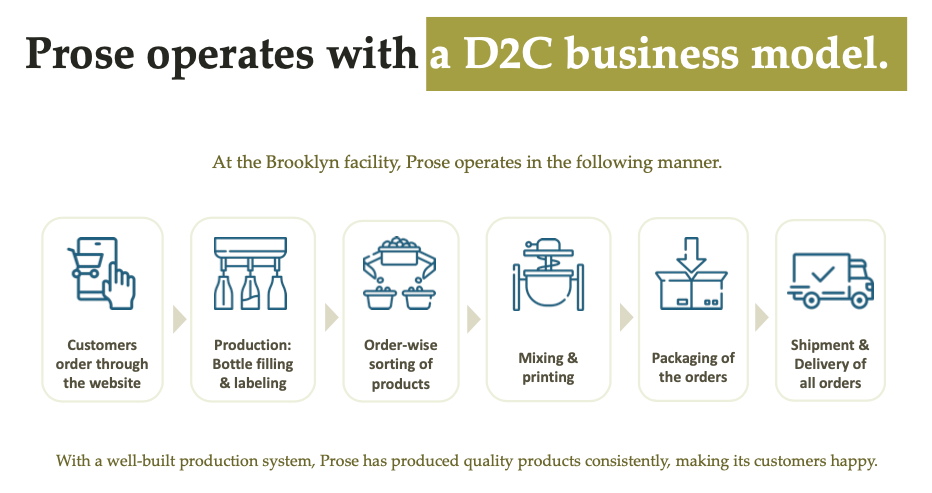 Prose operates with a D2C business model.
At the Brooklyn facility, Prose operates in the following manner.
Customers
order through
the website
Production:
Bottle filling
& labeling
Order-wise
sorting of
products
Mixing &
printing
Packaging of
the orders
Shipment &
Delivery of
all orders
With a well-built production system, Prose has produced quality products consistently, making its customers happy.